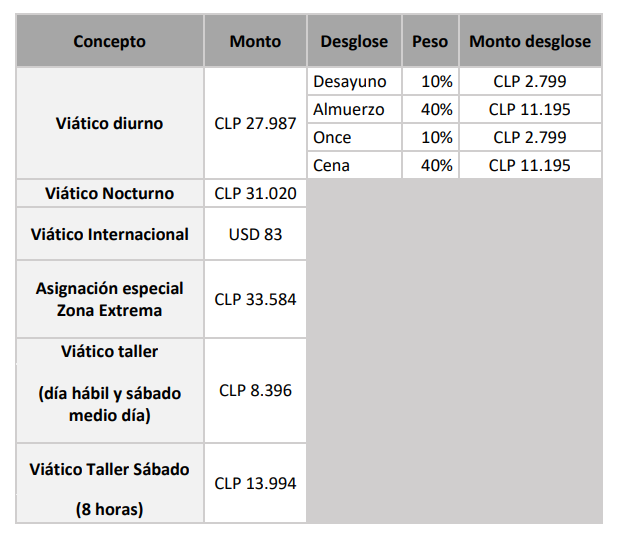 Concepto Monto Desglose Peso Monto desglose
Viático diurno CLP 27.987
Desayuno 10% CLP 2.799
Almuerzo 40% CLP 11.195
Once 10% CLP 2.799
Cena 40% CLP 11.195
Viático Nocturno CLP 31.020
Viático Internacional USD 83
Asignación especial
Zona Extrema
CLP 33.584
Viático taller
(día hábil y sábado
medio día)
CLP 8.396
Viático Taller Sábado
(8 horas)
CLP 13.994